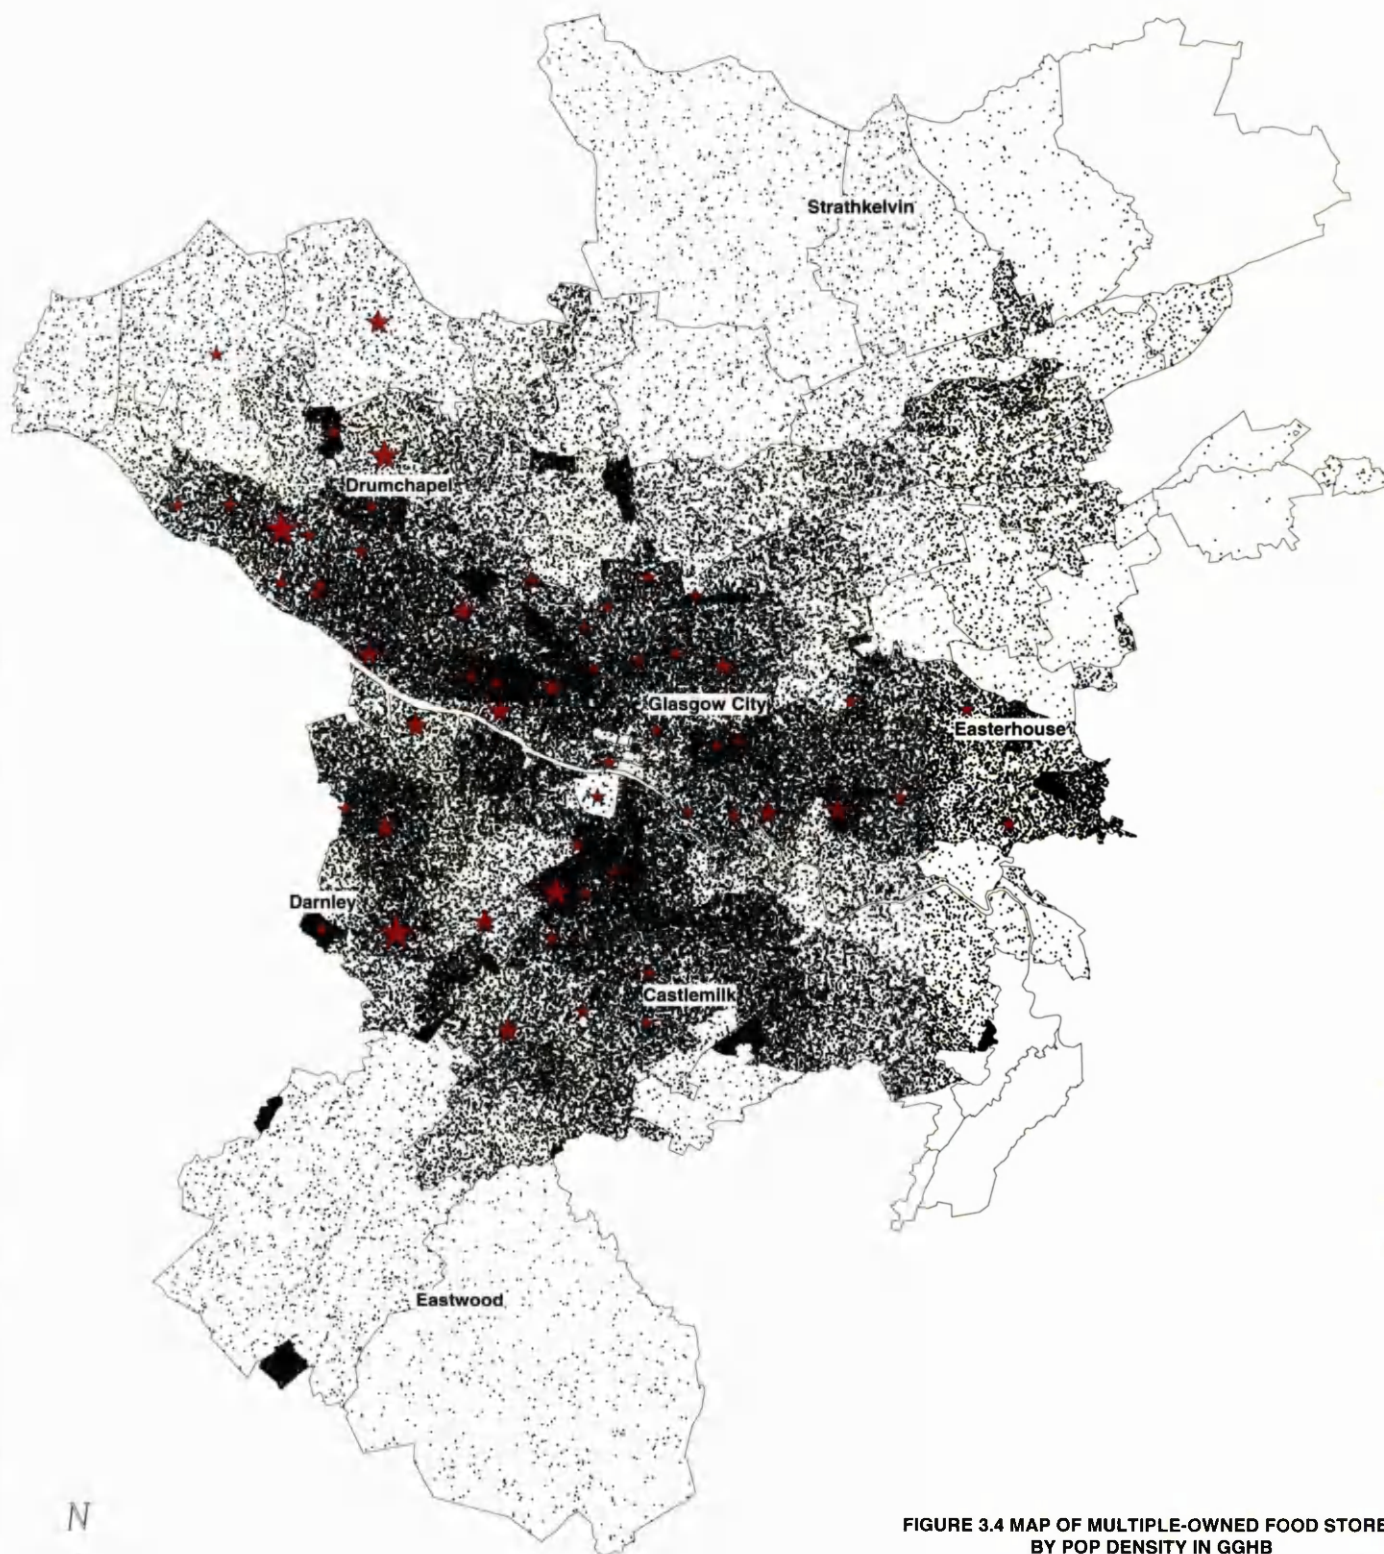 Strathkelvin
Drumchapel
Glasgow City
Easterhouse
Darnley
Castlemilk
Eastwood
N
FIGURE 3.4 MAP OF MULTIPLE-OWNED FOOD STORE
BY POP DENSITY IN GGHB